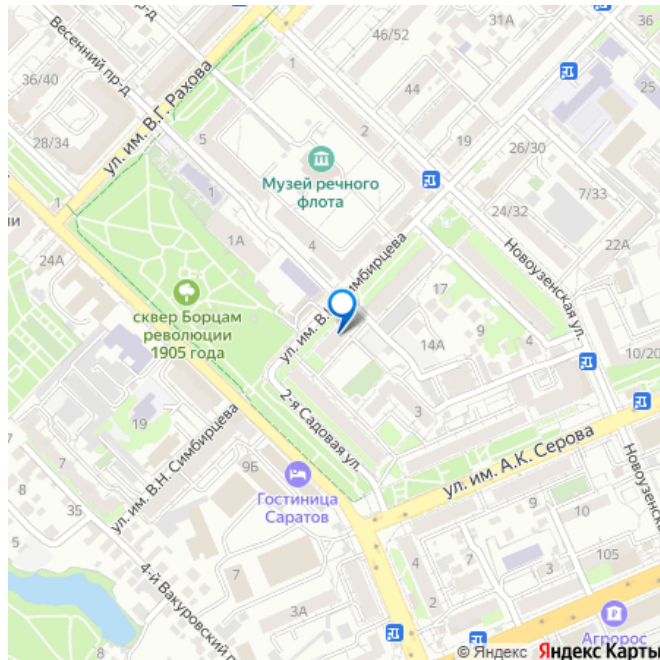 Весенний пр-д
46/52
31А
36
36/40
44
25
28/34
ул. им. В.Г. Рахова
5
2
19
26/30
7/33
Музей речного
флота
1
1
24/32
22А
1А
4
Новоузенская ул.
24А
17
сквер Борцам
революции
1905 года
ул. им. В.Н. Симбирцева
9
14А
10/20
19
2-я Садовая ул.
3
7
ул. им. В.Н. Симбирцева
9Б
ул. им. А.К. Серова
35
Гостиница
Саратов
9
10
5
4-й Вакуровский п
7
4
105
3А
2
Агророс
© Яндекс Яндекс Карты